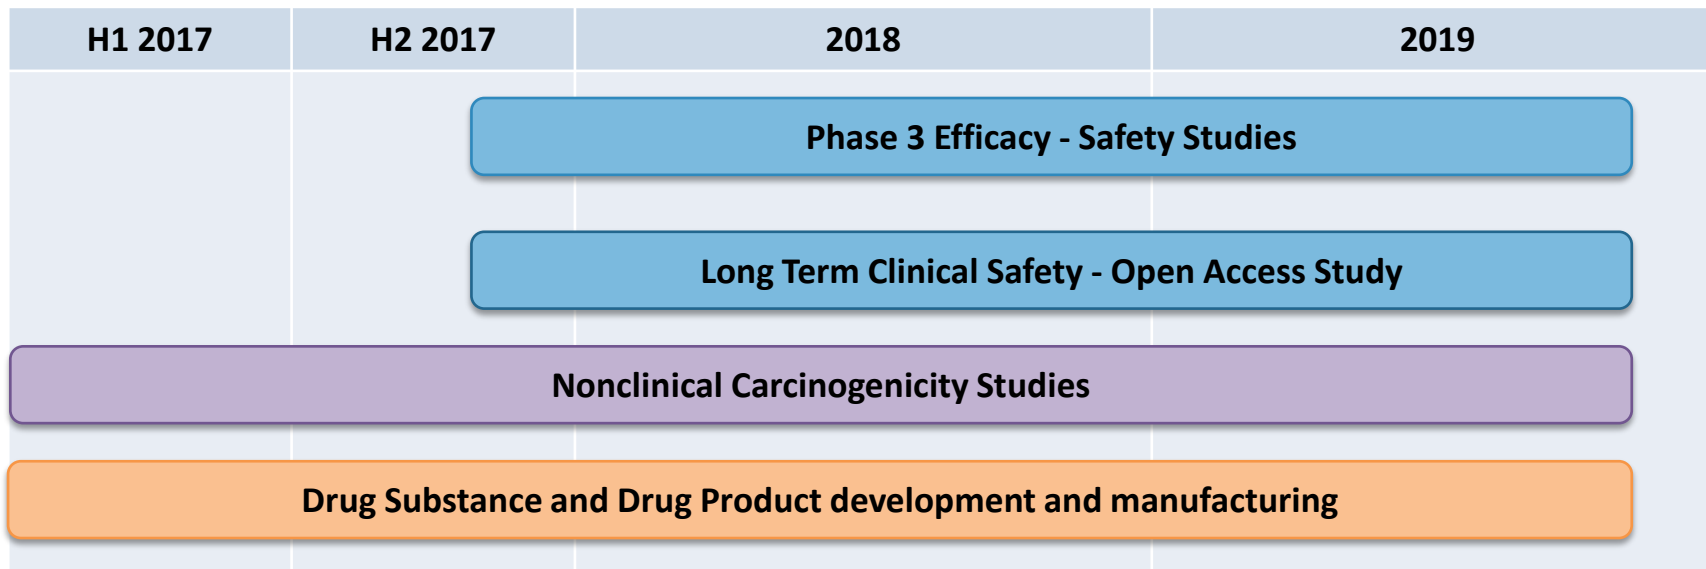 H1 2017 H2 2017 2018 2019
Phase 3 Efficacy - Safety Studies
Long Term Clinical Safety - Open Access Study
Nonclinical Carcinogenicity Studies
Drug Substance and Drug Product development and manufacturing